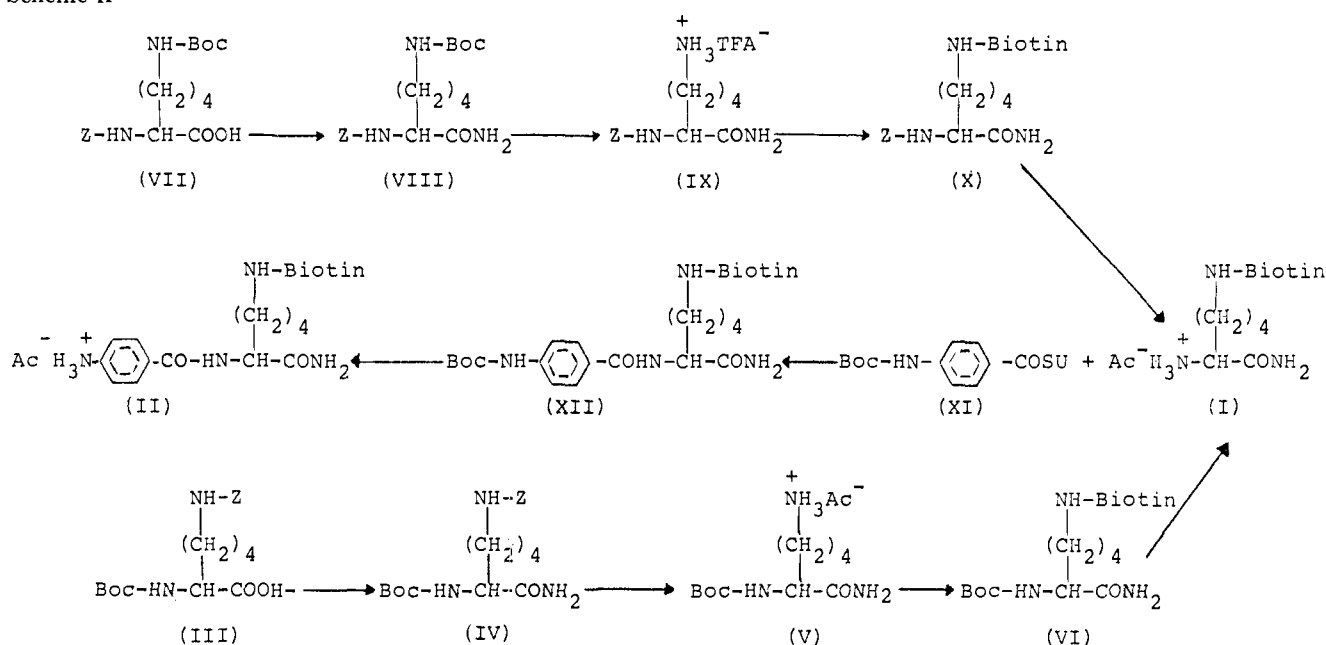 Scheme II
NH-Boc NH-Boc + NH3TFA- NH-Biotin
(CH2)4 (CH2)4 (CH2)4 (CH2)4
Z-HN-CH-COOH Z-HN-CH-CONH2 Z-HN-CH-CONH2 Z-HN-CH-CONH2
(VII) (VIII) (IX) (X)
NH-Biotin NH-Biotin NH-Biotin
(CH2)4 (CH2)4 (CH2)4
Ac- H3N+ -CO-HN-CH-CONH2 Boc-HN- -COHN-CH-CONH2 Boc-HN- -COSU + Ac- H3N+ -CH-CONH2
(II) (XII) (XI) (I)
NH-Z NH-Z + NH3Ac- NH-Biotin
(CH2)4 (CH2)4 (CH2)4 (CH2)4
Boc-HN-CH-COOH- Boc-HN-CH-CONH2 Boc-HN-CH-CONH2 Boc-HN-CH-CONH2
(III) (IV) (V) (VI)